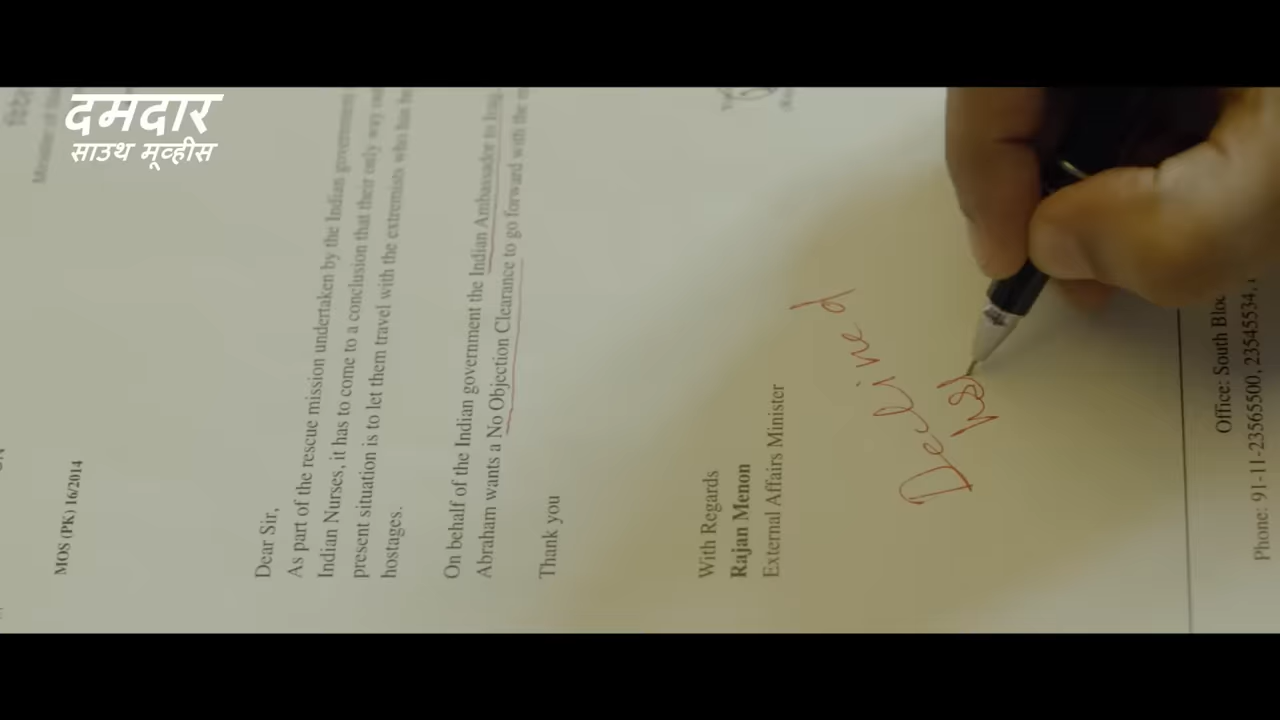 दमदार
साउथ मूव्हीस
MOS (PK) 16/2014
Dear Sir,
As part of the rescue mission undertaken by the Indian government
Indian Nurses, it has to come to a conclusion that their only way out
present situation is to let them travel with the extremists who has
hostages.
On behalf of the Indian government the Indian Ambassador to Iraq
Abraham wants a No Objection Clearance to go forward with the
Thank you
With Regards
Rajan Menon
External Affairs Minister
Declined
Office: South Bloc
Phone: 91-11-23565500, 23545534,